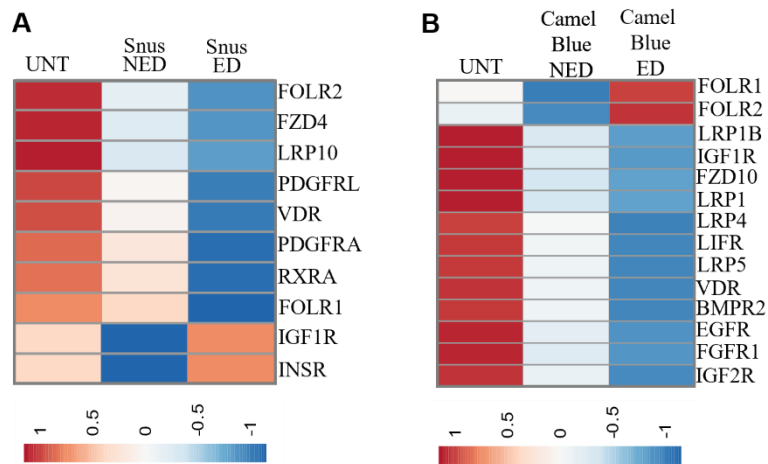 A
UNT
Snus
NED
Snus
ED
FOLR2
FZD4
LRP10
PDGFRL
VDR
PDGFRA
RXRA
FOLR1
IGF1R
INSR
1
0.5
0
-0.5
-1
B
UNT
Camel
Blue
NED
Camel
Blue
ED
FOLR1
FOLR2
LRP1B
IGF1R
FZD10
LRP1
LRP4
LIFR
LRP5
VDR
BMPR2
EGFR
FGFR1
IGF2R
1
0.5
0
-0.5
-1